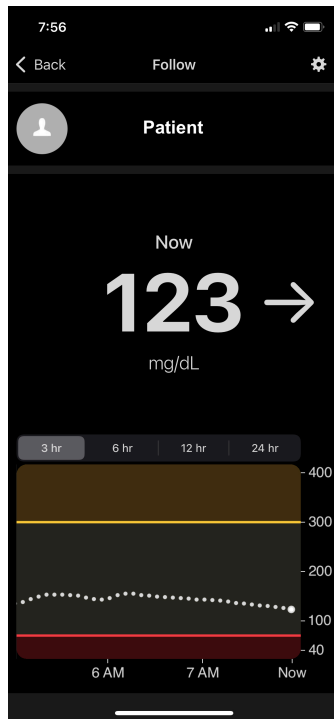 7:56
Back Follow
Patient
Now
123
mg/dL
3 hr 6 hr 12 hr 24 hr
400
300
200
100
40
6 AM 7 AM Now